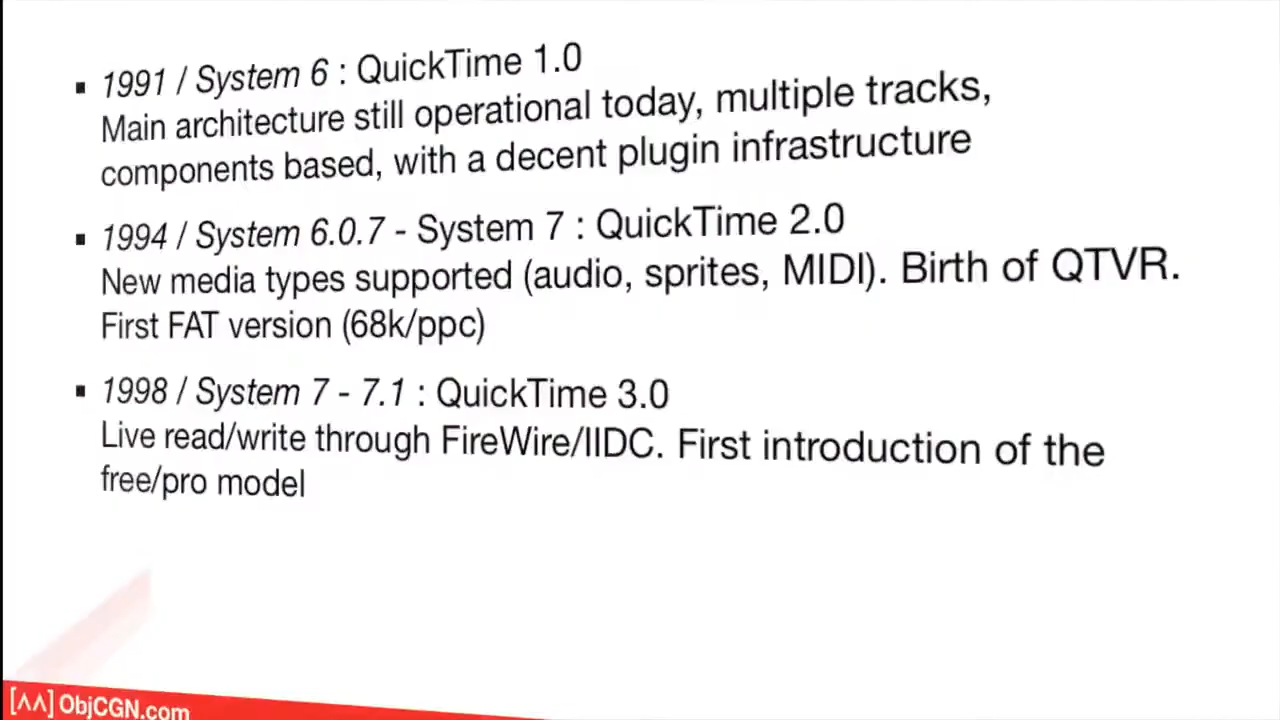 ▪ 1991 / System 6 : QuickTime 1.0
Main architecture still operational today, multiple tracks,
components based, with a decent plugin infrastructure
▪ 1994 / System 6.0.7 - System 7 : QuickTime 2.0
New media types supported (audio, sprites, MIDI). Birth of QTVR.
First FAT version (68k/ppc)
▪ 1998 / System 7 - 7.1 : QuickTime 3.0
Live read/write through FireWire/IIDC. First introduction of the
free/pro model
[ΛΛ] ObjCGN.com